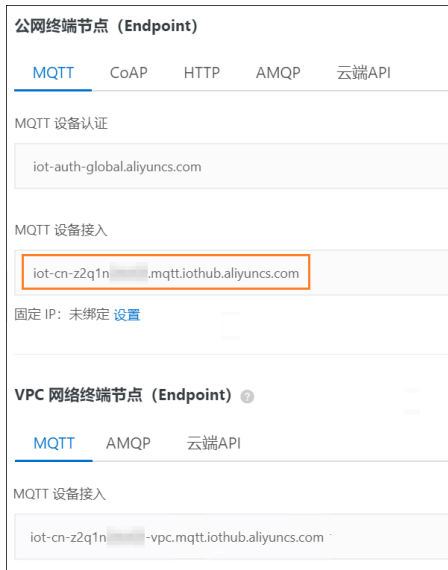 公网终端节点（Endpoint）
MQTT CoAP HTTP AMQP 云端API
MQTT 设备认证
iot-auth-global.aliyuncs.com
MQTT 设备接入
iot-cn-z2q1n .mqtt.iothub.aliyuncs.com
固定 IP：未绑定 设置
VPC 网络终端节点（Endpoint） ?
MQTT AMQP 云端API
MQTT 设备接入
iot-cn-z2q1n -vpc.mqtt.iothub.aliyuncs.com